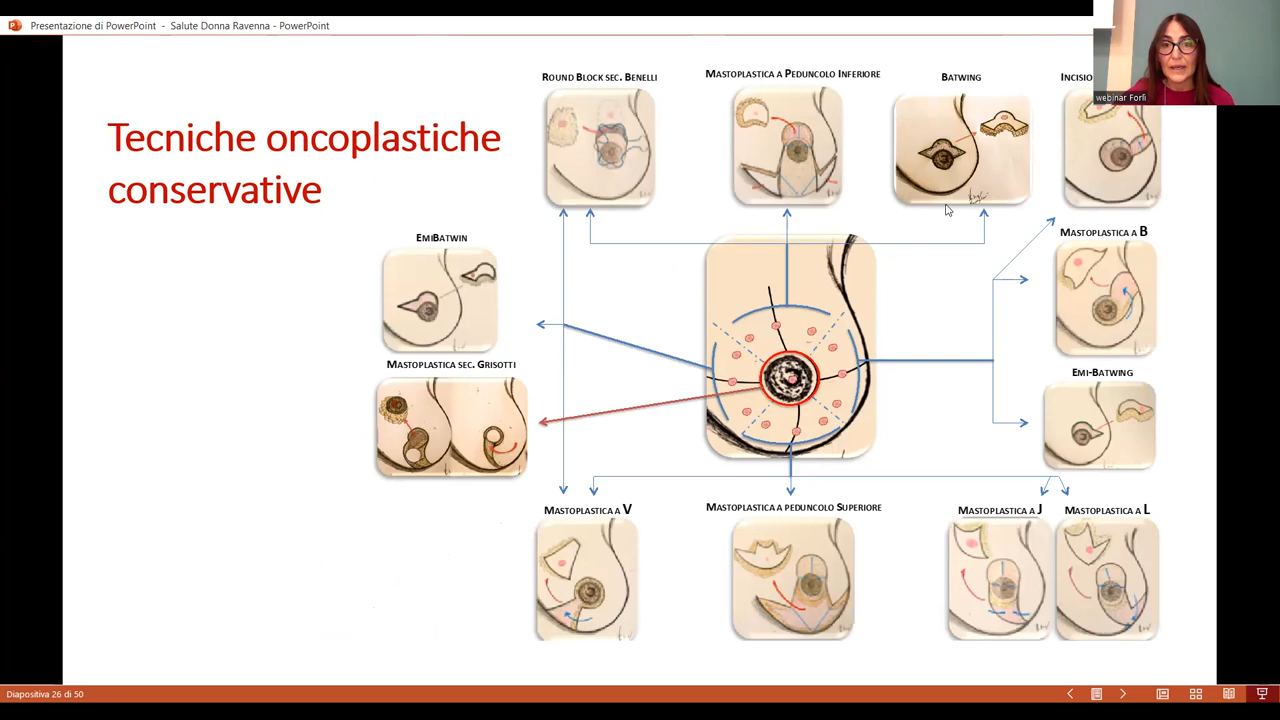 Presentazione di PowerPoint - Salute Donna Ravenna - PowerPoint
webinar Forlì
Tecniche oncoplastiche
conservative
ROUND BLOCK SEC. BENELLI
MASTOPLASTICA A PEDUNCOLO INFERIORE
BATWING
EMIBATWIN
MASTOPLASTICA A B
MASTOPLASTICA SEC. GRISOTTI
EMI-BATWING
MASTOPLASTICA A V
MASTOPLASTICA A PEDUNCOLO SUPERIORE
MASTOPLASTICA A J
MASTOPLASTICA A L
Diapositiva 26 di 50